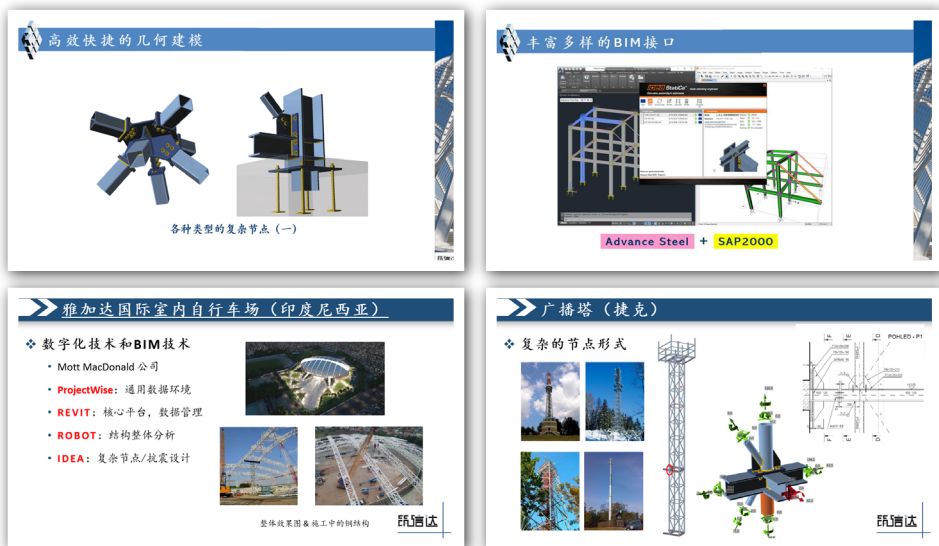 高效快捷的几何建模
各种类型的复杂节点（一）
丰富多样的BIM接口
IDEA StatiCa
Advance Steel + SAP2000
雅加达国际室内自行车场（印度尼西亚）
数字化技术和BIM技术
Mott MacDonald 公司
ProjectWise：通用数据环境
REVIT：核心平台，数据管理
ROBOT：结构整体分析
IDEA：复杂节点/抗震设计
整体效果图 & 施工中的钢结构
广播塔（捷克）
复杂的节点形式
POHLED - P1